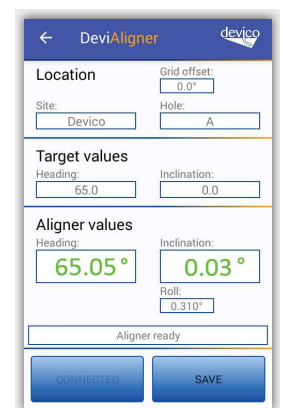 ← DeviAligner devico
Location Grid offset:
0.0°
Site: Hole:
Devico A
Target values
Heading: Inclination:
65.0 0.0
Aligner values
Heading: Inclination:
65.05° 0.03°
Roll:
0.310°
Aligner ready
CONNECTED SAVE